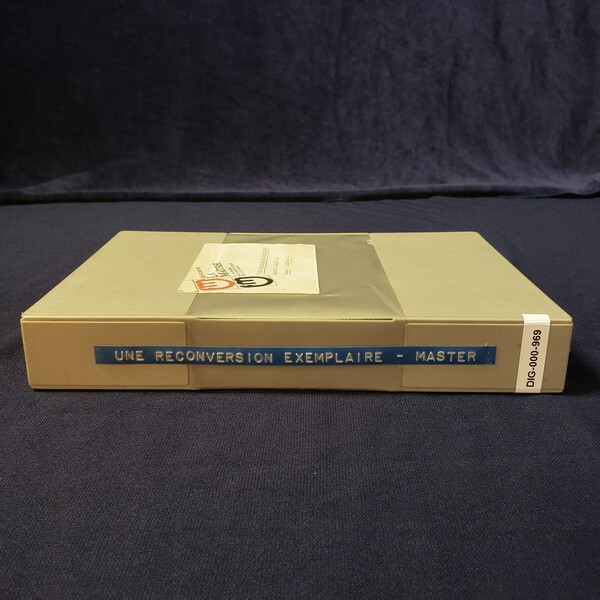 UNE RECONVERSION EXEMPLAIRE - MASTER
DIG-000-969